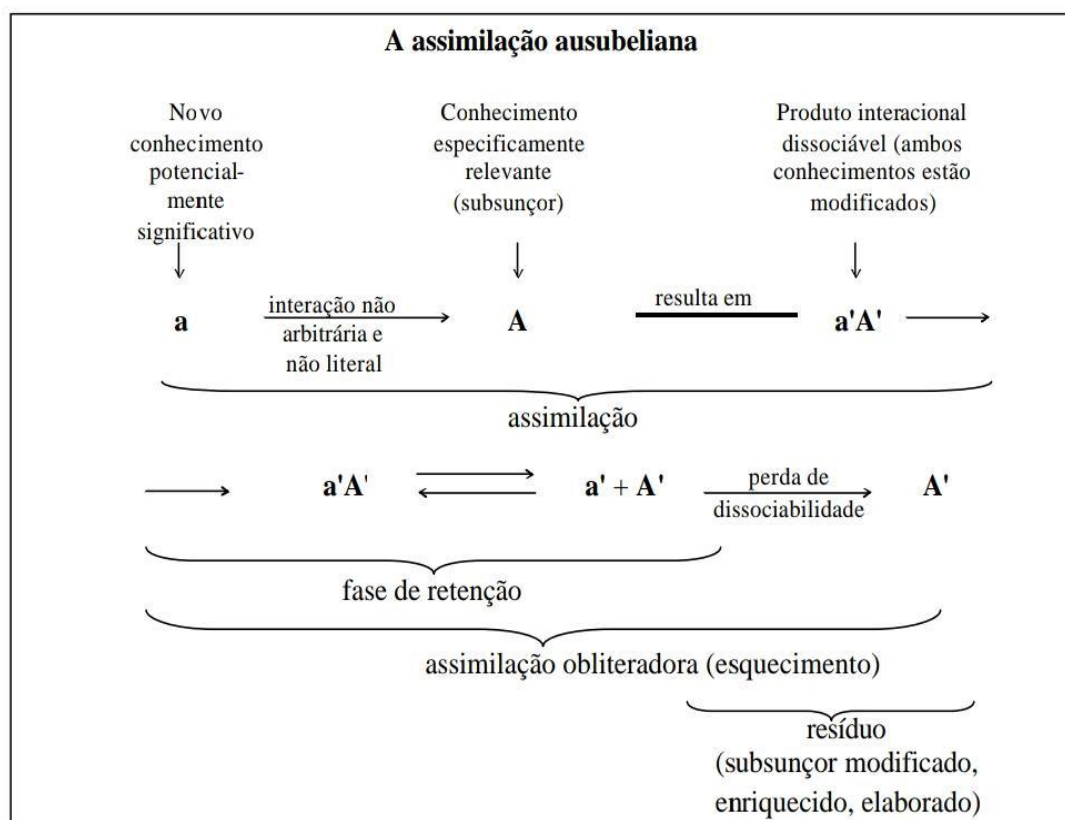 A assimilação ausubeliana
Novo
conhecimento
potencial-
mente
significativo
Conhecimento
especificamente
relevante
(subsunçor)
Produto interacional
dissociável (ambos
conhecimentos estão
modificados)
a
interação não
arbitrária e
não literal
A
resulta em
a'A'
assimilação
a'A'
a' + A'
perda de
dissociabilidade
A'
fase de retenção
assimilação obliteradora (esquecimento)
resíduo
(subsunçor modificado,
enriquecido, elaborado)